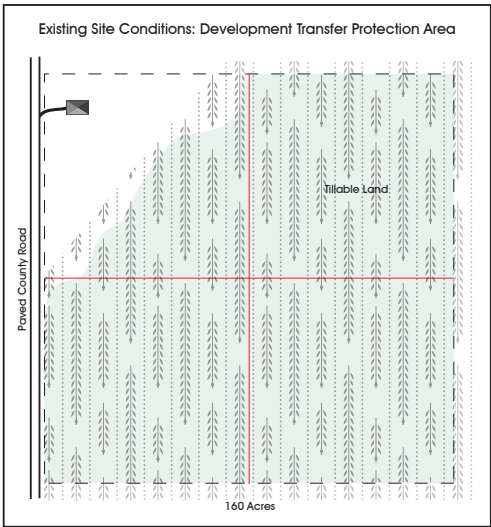 Existing Site Conditions: Development Transfer Protection Area
Tillable Land
Paved County Road
160 Acres